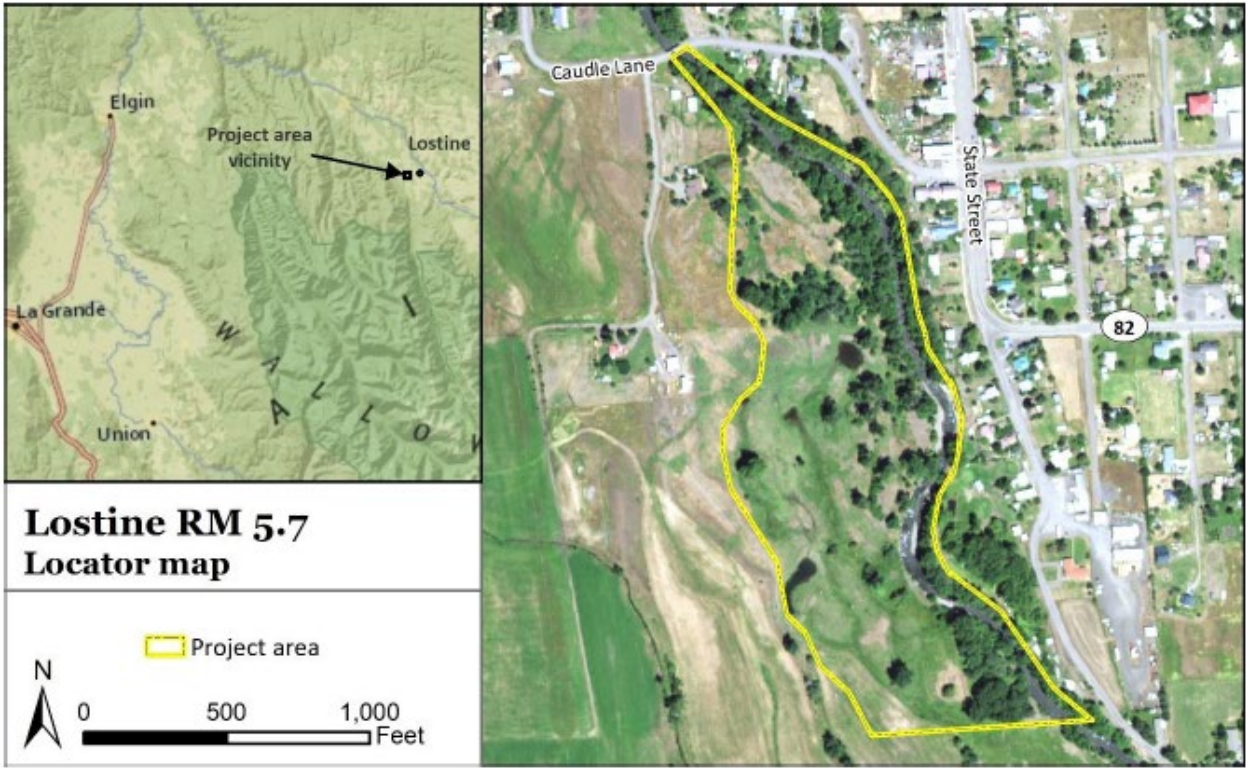 Elgin
Project area
vicinity
Lostine
La Grande
Union
W A L L O W
A I
Caudle Lane
State Street
82
Lostine RM 5.7
Locator map
Project area
N
0 500 1,000
Feet